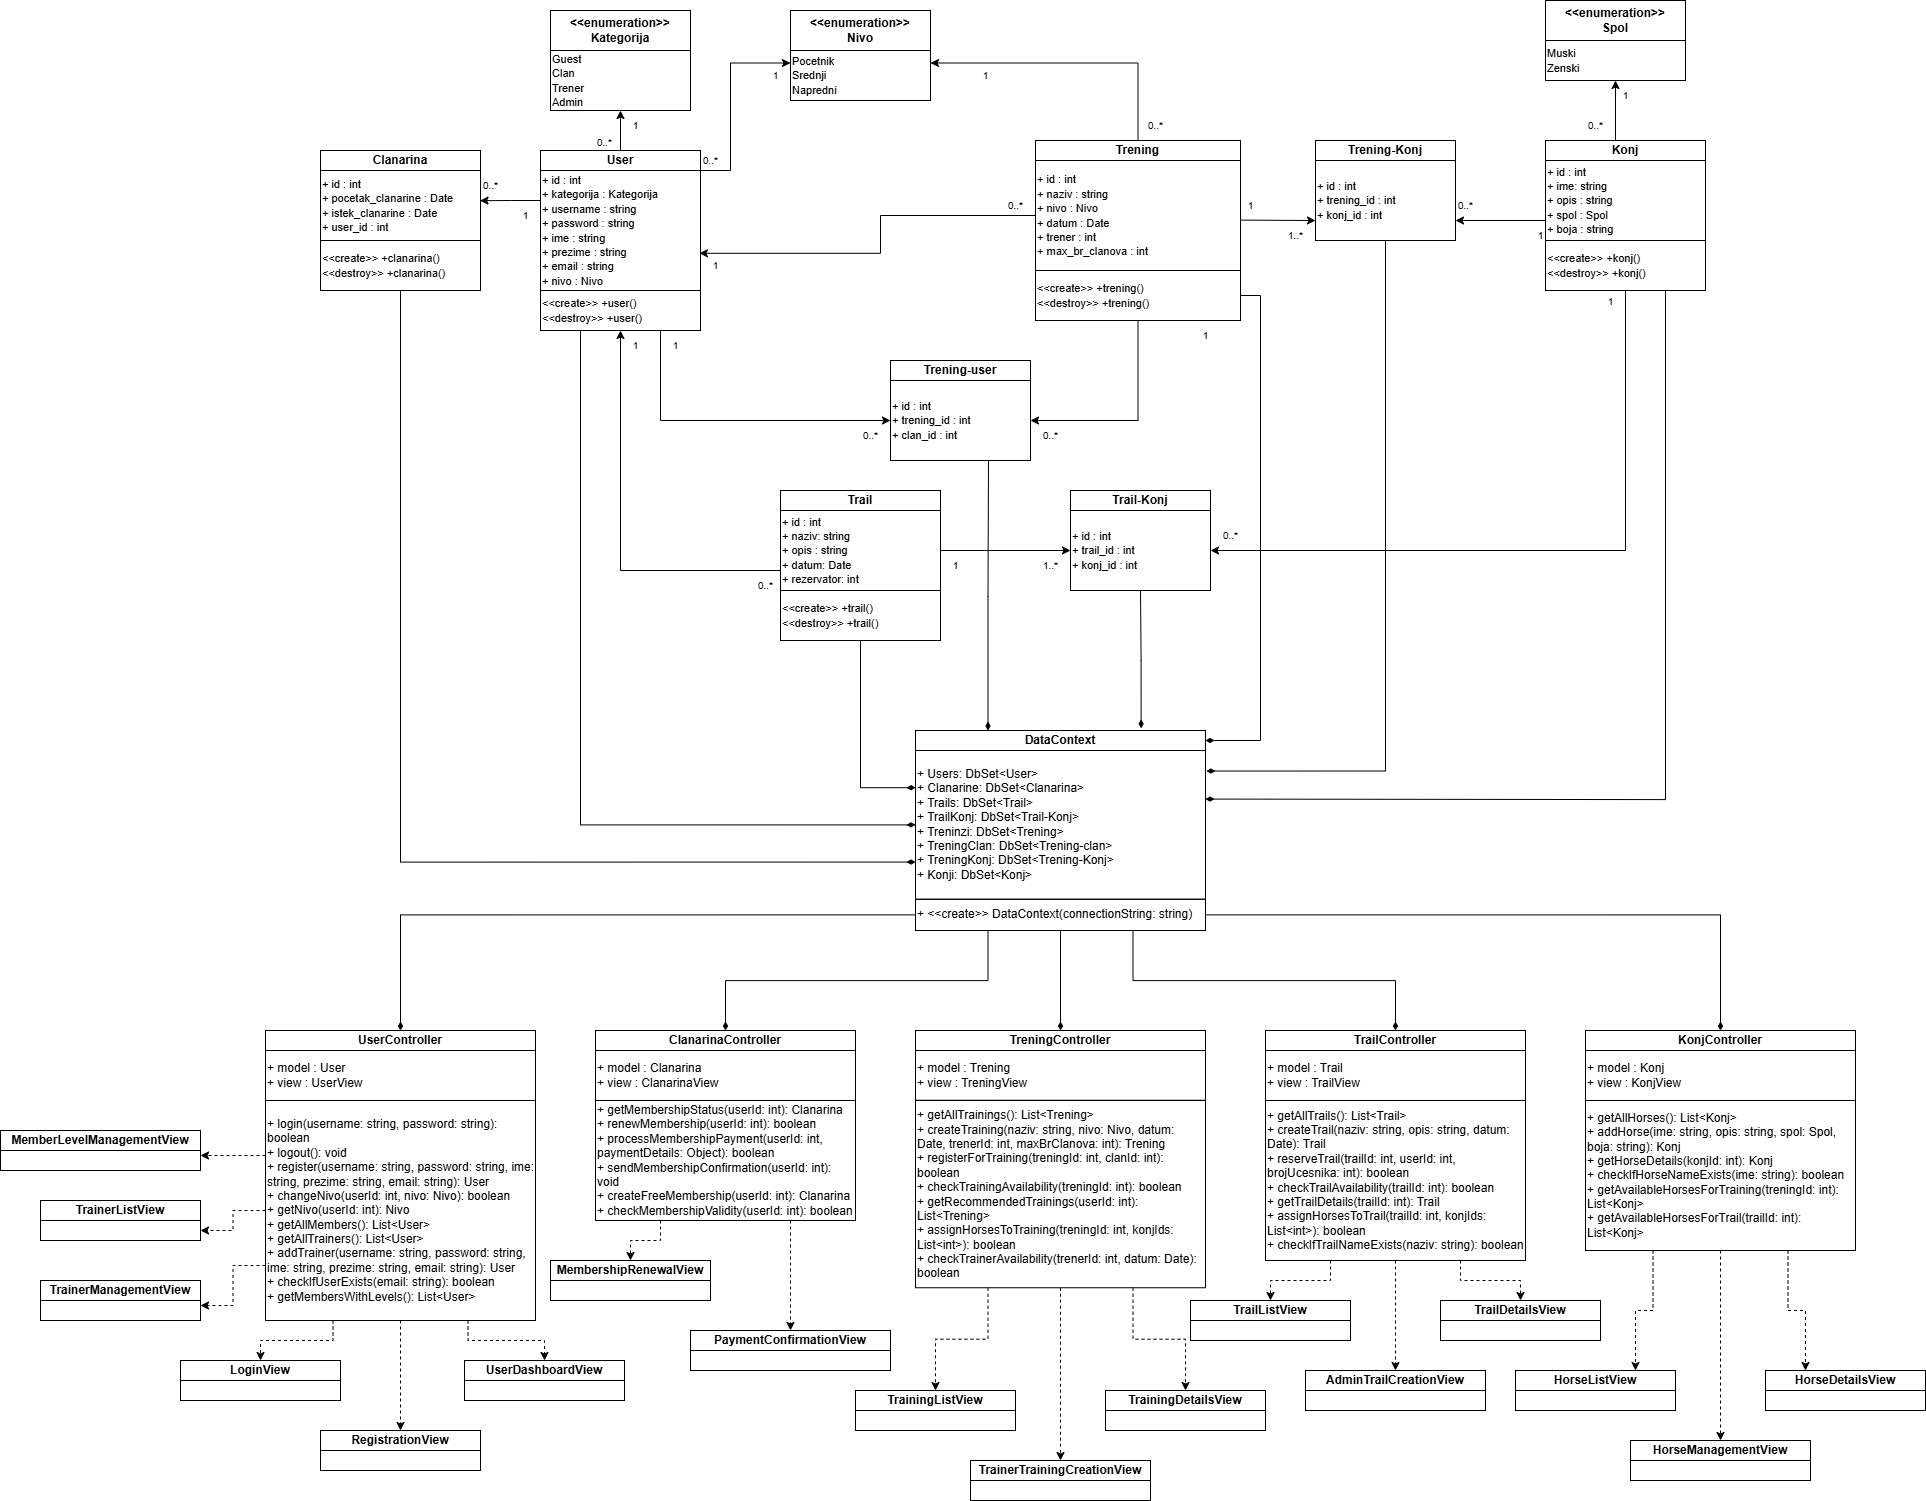 <<enumeration>>
Kategorija
Guest
Clan
Trener
Admin
<<enumeration>>
Nivo
Pocetnik
Srednji
Napredni
<<enumeration>>
Spol
Muski
Zenski
1
1
1
1
0..*
0..*
0..*
0..*
Clanarina
+ id : int
+ pocetak_clanarine : Date
+ istek_clanarine : Date
+ user_id : int
<<create>> +clanarina()
<<destroy>> +clanarina()
0..*
1
User
+ id : int
+ kategorija : Kategorija
+ username : string
+ password : string
+ ime : string
+ prezime : string
+ email : string
+ nivo : Nivo
<<create>> +user()
<<destroy>> +user()
1
0..*
Trening
+ id : int
+ naziv : string
+ nivo : Nivo
+ datum : Date
+ trener : int
+ max_br_clanova : int
<<create>> +trening()
<<destroy>> +trening()
1
1..*
Trening-Konj
+ id : int
+ trening_id : int
+ konj_id : int
0..*
1
Konj
+ id : int
+ ime: string
+ opis : string
+ spol : Spol
+ boja : string
<<create>> +konj()
<<destroy>> +konj()
1
1
1
1
Trening-user
+ id : int
+ trening_id : int
+ clan_id : int
0..*
0..*
Trail
+ id : int
+ naziv: string
+ opis : string
+ datum: Date
+ rezervator: int
<<create>> +trail()
<<destroy>> +trail()
0..*
1
1..*
Trail-Konj
+ id : int
+ trail_id : int
+ konj_id : int
0..*
DataContext
+ Users: DbSet<User>
+ Clanarine: DbSet<Clanarina>
+ Trails: DbSet<Trail>
+ TrailKonj: DbSet<Trail-Konj>
+ Treninzi: DbSet<Trening>
+ TreningClan: DbSet<Trening-clan>
+ TreningKonj: DbSet<Trening-Konj>
+ Konji: DbSet<Konj>
+ <<create>> DataContext(connectionString: string)
UserController
+ model : User
+ view : UserView
+ login(username: string, password: string):
boolean
+ logout(): void
+ register(username: string, password: string, ime:
string, prezime: string, email: string): User
+ changeNivo(userId: int, nivo: Nivo): boolean
+ getNivo(userId: int): Nivo
+ getAllMembers(): List<User>
+ getAllTrainers(): List<User>
+ addTrainer(username: string, password: string,
ime: string, prezime: string, email: string): User
+ checkIfUserExists(email: string): boolean
+ getMembersWithLevels(): List<User>
ClanarinaController
+ model : Clanarina
+ view : ClanarinaView
+ getMembershipStatus(userId: int): Clanarina
+ renewMembership(userId: int): boolean
+ processMembershipPayment(userId: int,
paymentDetails: Object): boolean
+ sendMembershipConfirmation(userId: int):
void
+ createFreeMembership(userId: int): Clanarina
+ checkMembershipValidity(userId: int): boolean
TreningController
+ model : Trening
+ view : TreningView
+ getAllTrainings(): List<Trening>
+ createTraining(naziv: string, nivo: Nivo, datum:
Date, trenerId: int, maxBrClanova: int): Trening
+ registerForTraining(treningId: int, clanId: int):
boolean
+ checkTrainingAvailability(treningId: int): boolean
+ getRecommendedTrainings(userId: int):
List<Trening>
+ assignHorsesToTraining(treningId: int, konjIds:
List<int>): boolean
+ checkTrainerAvailability(trenerId: int, datum: Date):
boolean
TrailController
+ model : Trail
+ view : TrailView
+ getAllTrails(): List<Trail>
+ createTrail(naziv: string, opis: string, datum:
Date): Trail
+ reserveTrail(trailId: int, userId: int,
brojUcesnika: int): boolean
+ checkTrailAvailability(trailId: int): boolean
+ getTrailDetails(trailId: int): Trail
+ assignHorsesToTrail(trailId: int, konjIds:
List<int>): boolean
+ checkIfTrailNameExists(naziv: string): boolean
KonjController
+ model : Konj
+ view : KonjView
+ getAllHorses(): List<Konj>
+ addHorse(ime: string, opis: string, spol: Spol,
boja: string): Konj
+ getHorseDetails(konjId: int): Konj
+ checkIfHorseNameExists(ime: string): boolean
+ getAvailableHorsesForTraining(treningId: int):
List<Konj>
+ getAvailableHorsesForTrail(trailId: int):
List<Konj>
MemberLevelManagementView
TrainerListView
TrainerManagementView
LoginView
UserDashboardView
RegistrationView
MembershipRenewalView
PaymentConfirmationView
TrainingListView
TrainingDetailsView
TrainerTrainingCreationView
TrailListView
TrailDetailsView
AdminTrailCreationView
HorseListView
HorseDetailsView
HorseManagementView